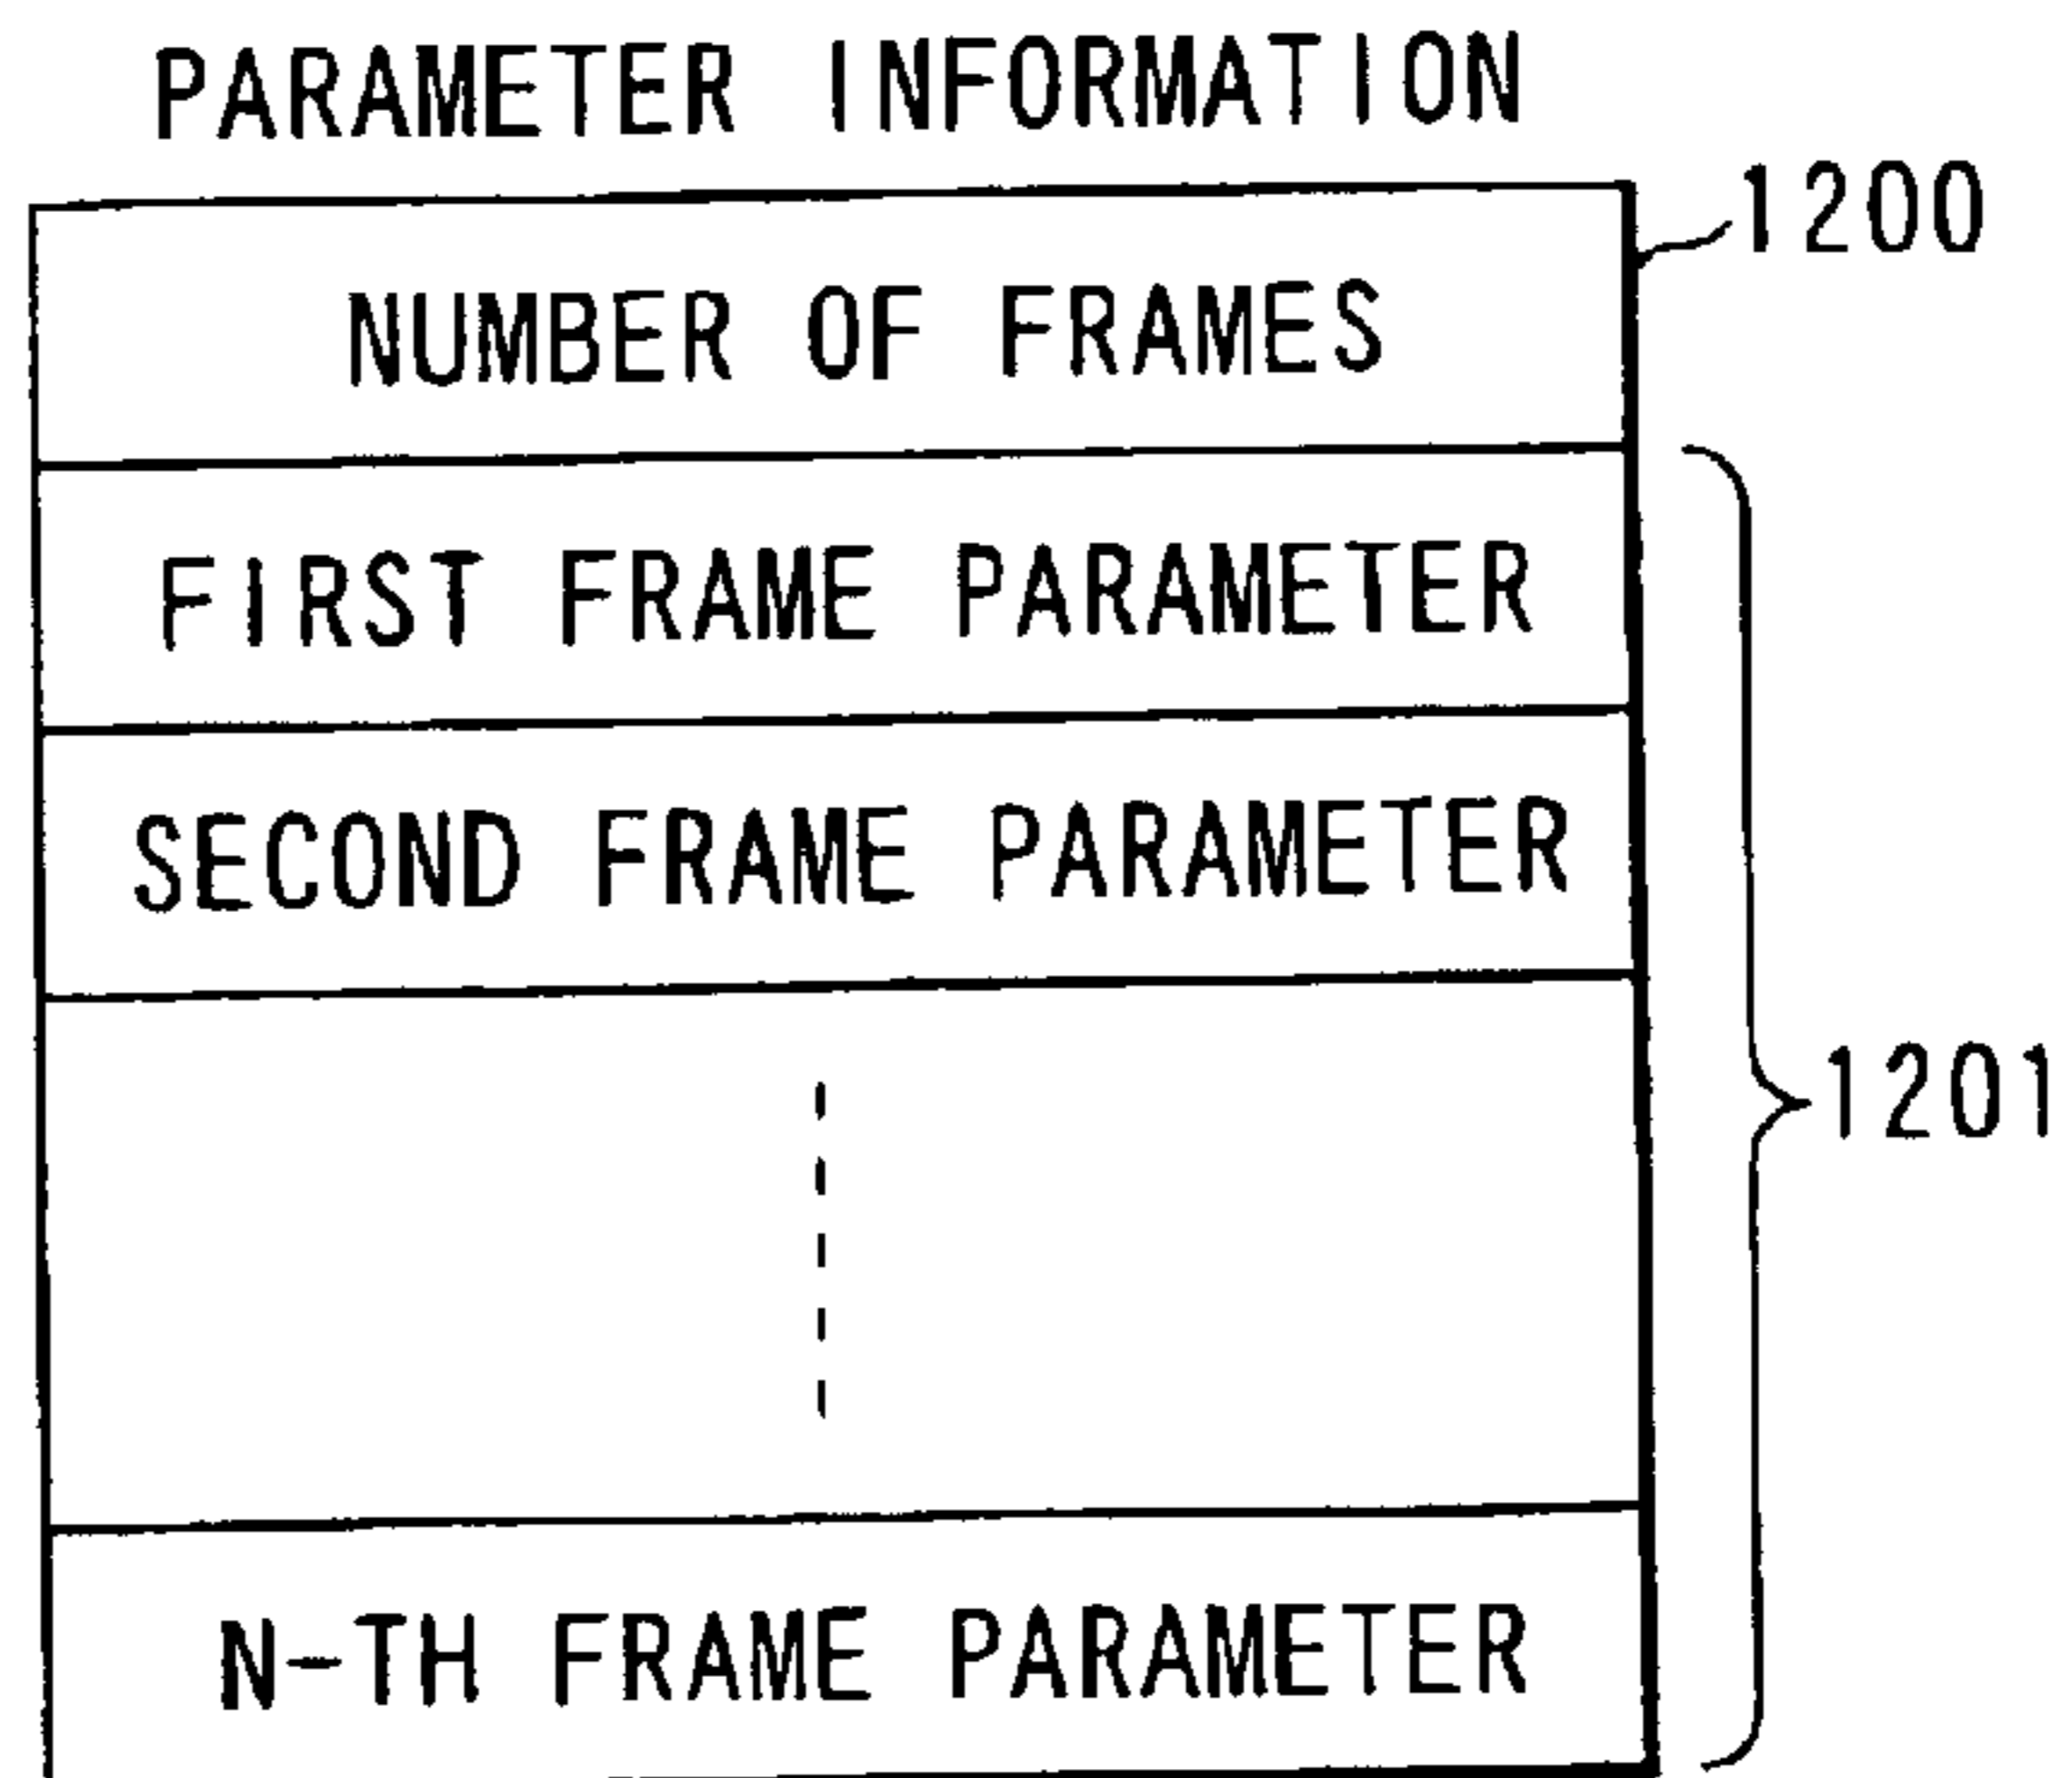 PARAMETER INFORMATION
1200
NUMBER OF FRAMES
FIRST FRAME PARAMETER
SECOND FRAME PARAMETER
1201
N-TH FRAME PARAMETER